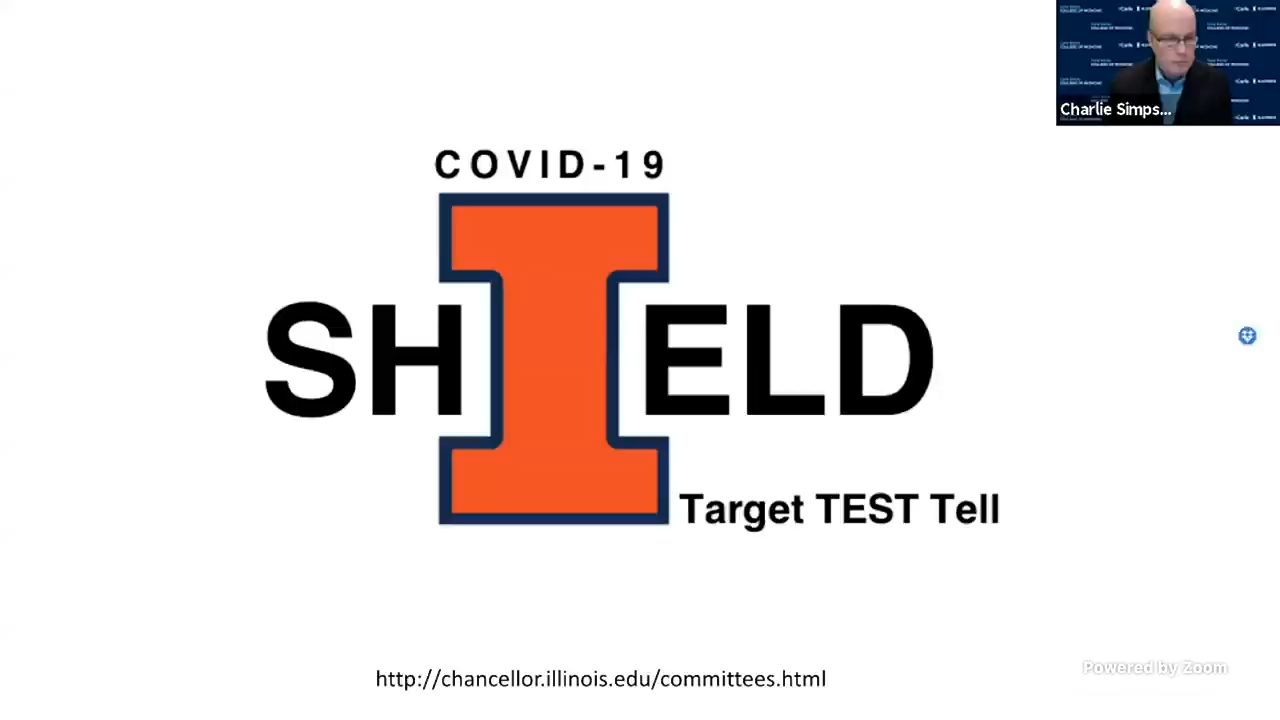 Charlie Simps...
COVID-19
SHIELD
Target TEST Tell
http://chancellor.illinois.edu/committees.html
Powered by Zoom